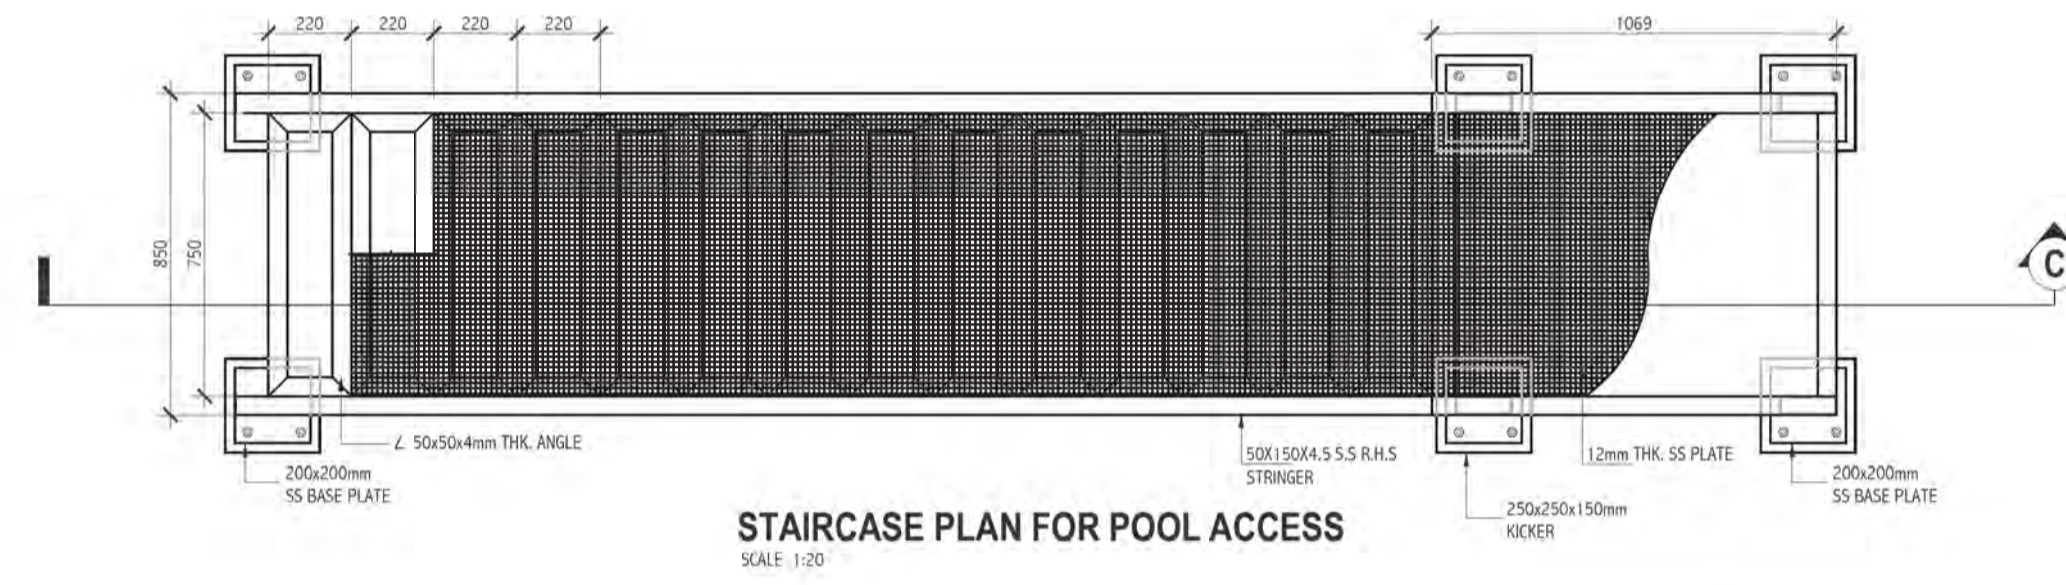 220
220
220
220
1069
850
750
C
∠ 50x50x4mm THK. ANGLE
200x200mm
SS BASE PLATE
50X150X4.5 S.S R.H.S
STRINGER
12mm THK. SS PLATE
200x200mm
SS BASE PLATE
250x250x150mm
KICKER
STAIRCASE PLAN FOR POOL ACCESS
SCALE 1:20